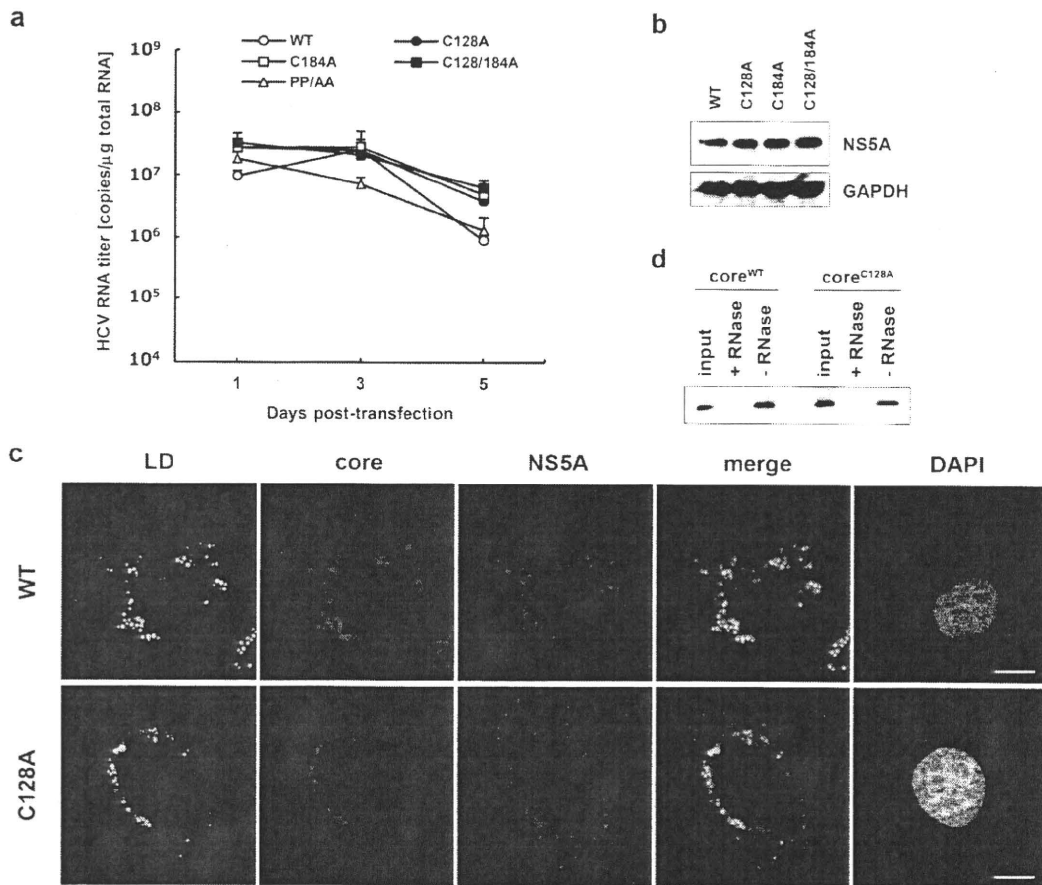 a
HCV RNA titer [copies/μg total RNA]
10⁹
10⁸
10⁷
10⁶
10⁵
10⁴
WT
C184A
PP/AA
C128A
C128/184A
1 3 5
Days post-transfection
b
WT C128A C184A C128/184A
NS5A
GAPDH
d
core^WT core^C128A
input + RNase - RNase input + RNase - RNase
c
LD core NS5A merge DAPI
WT
C128A